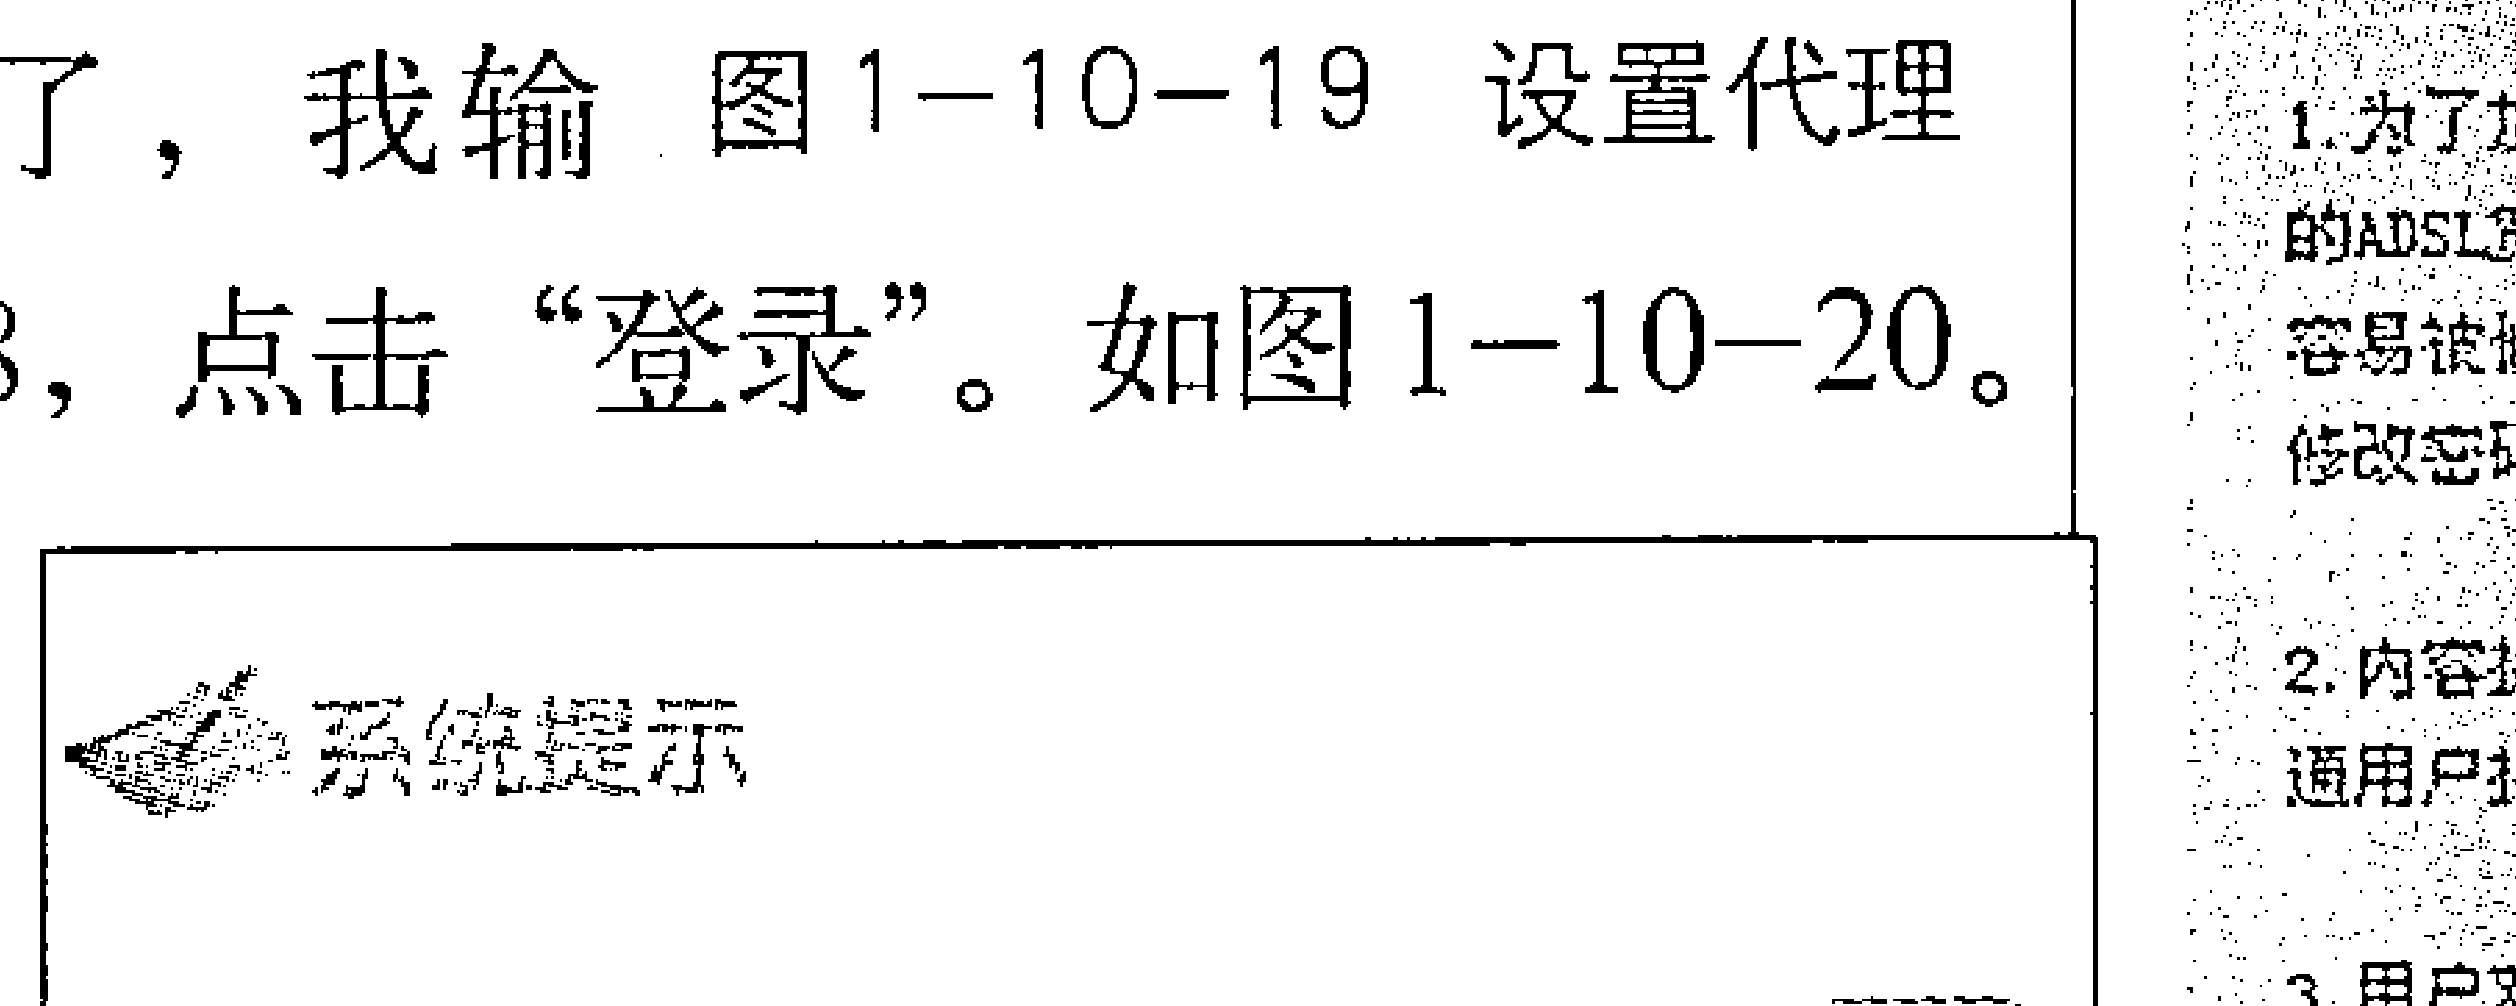 了，我输
图1-10-19 设置代理
，点击“登录”。如图1-10-20。
系统提示
1.为了
的ADSL
容易被
修改密
2.内容
通用户
3.用户